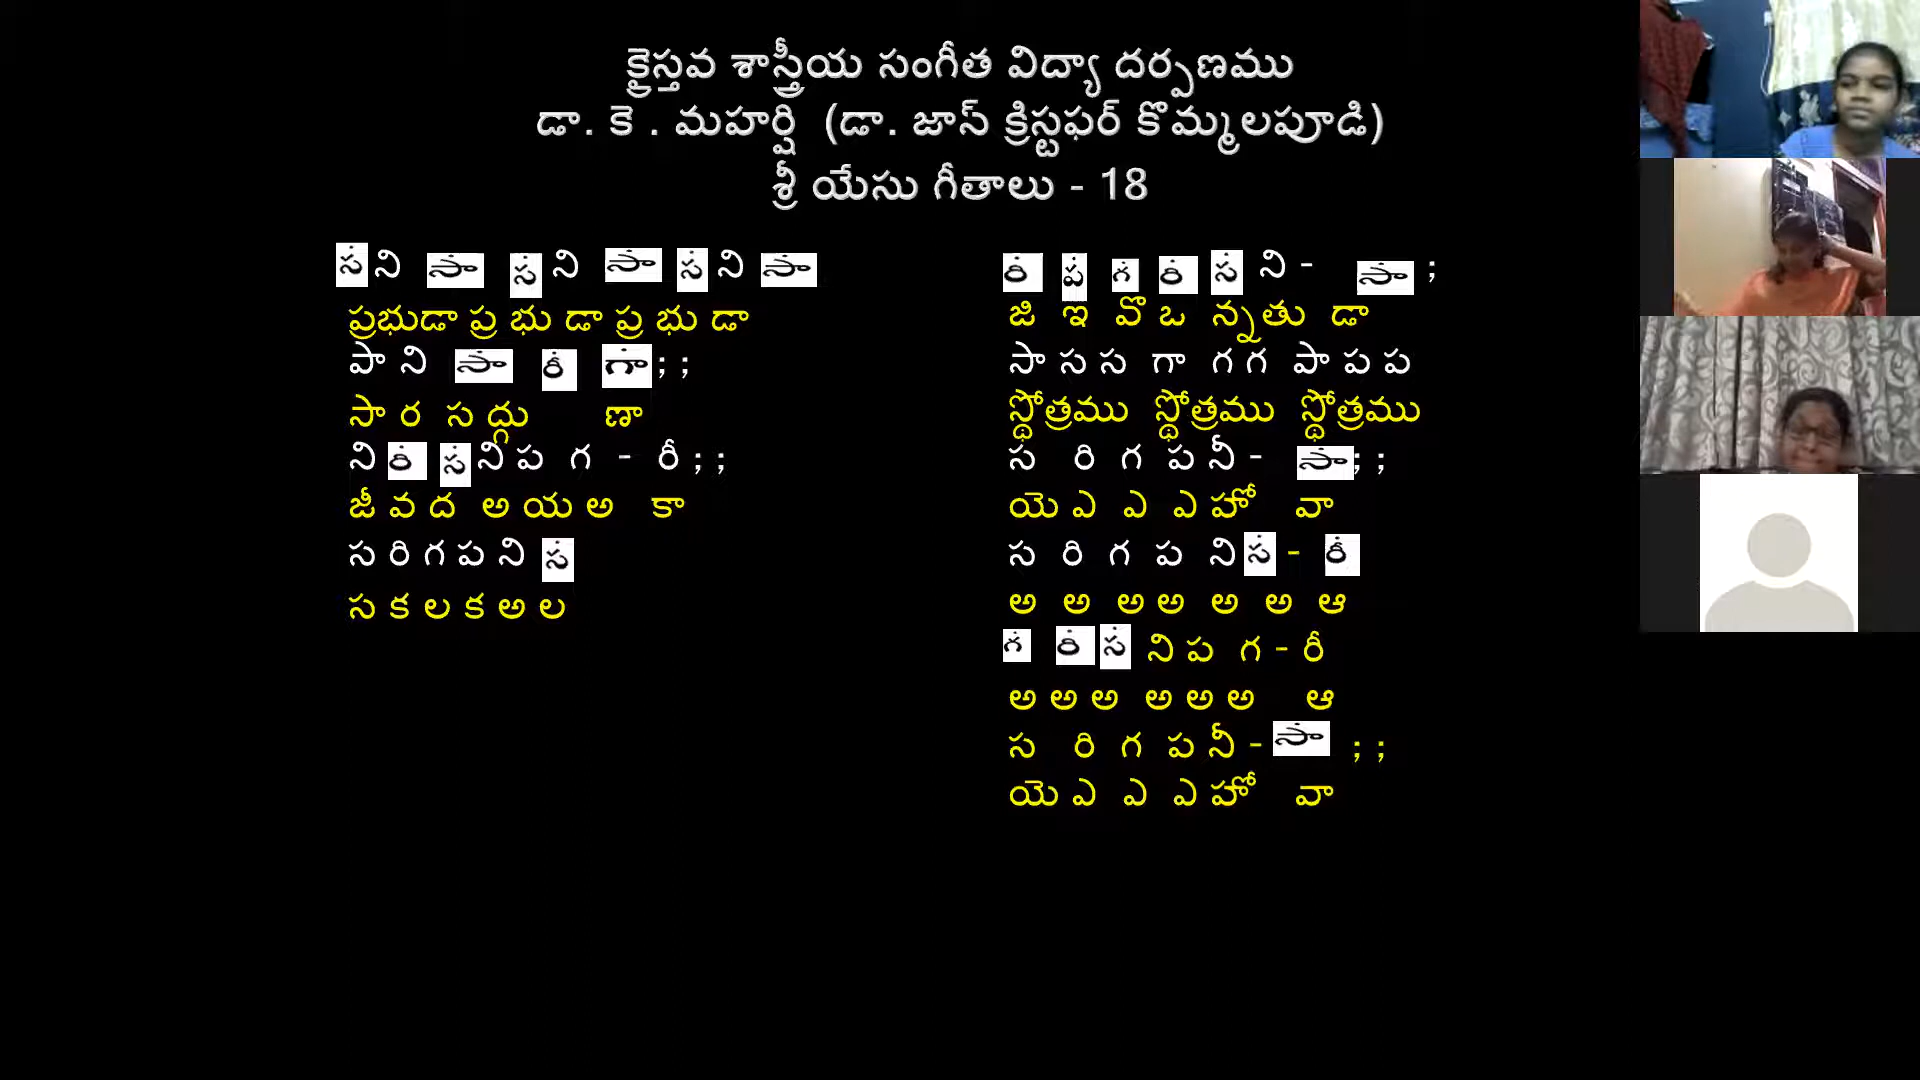 క్రైస్తవ శాస్త్రీయ సంగీత విద్యా దర్పణము
డా. కె . మహర్షి (డా. జాన్ క్రిస్టఫర్ కొమ్మలపూడి)
శ్రీ యేసు గీతాలు - 18
స̇ ని సా̇ స̇ ని సా̇ స̇ ని సా̇
ప్రభుడా ప్ర భు డా ప్ర భు డా
పా ని సా̇ రీ̇ గా̇ ; ;
సా ర స ద్గు ణా
ని రి̇ స̇ ని ప గ - రీ ; ;
జీ వ ద అ య అ కా
స రి గ ప ని స̇
స క ల క అ ల
రి̇ ప̇ గ̇ రి̇ స̇ ని - సా̇ ;
జి ఇ వొ ఒ న్నతు డా
సా స స గా గ గ పా ప ప
స్థోత్రము స్థోత్రము స్థోత్రము
స రి గ ప నీ - సా̇ ; ;
యె ఎ ఎ ఎ హో వా
స రి గ ప ని స̇ - రీ̇
అ అ అ అ అ అ ఆ
గ̇ రి̇ స̇ ని ప గ - రీ
అ అ అ అ అ అ ఆ
స రి గ ప నీ - సా̇ ; ;
యె ఎ ఎ ఎ హో వా